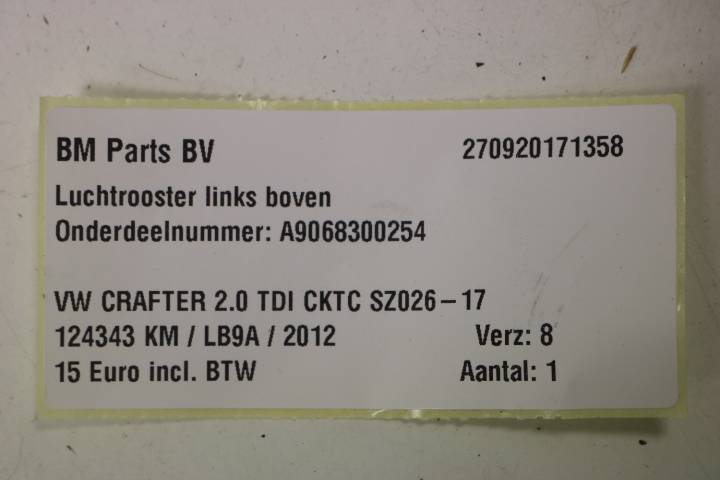 BM Parts BV 270920171358
Luchtrooster links boven
Onderdeelnummer: A9068300254
VW CRAFTER 2.0 TDI CKTC SZ026-17
124343 KM / LB9A / 2012 Verz: 8
15 Euro incl. BTW Aantal: 1